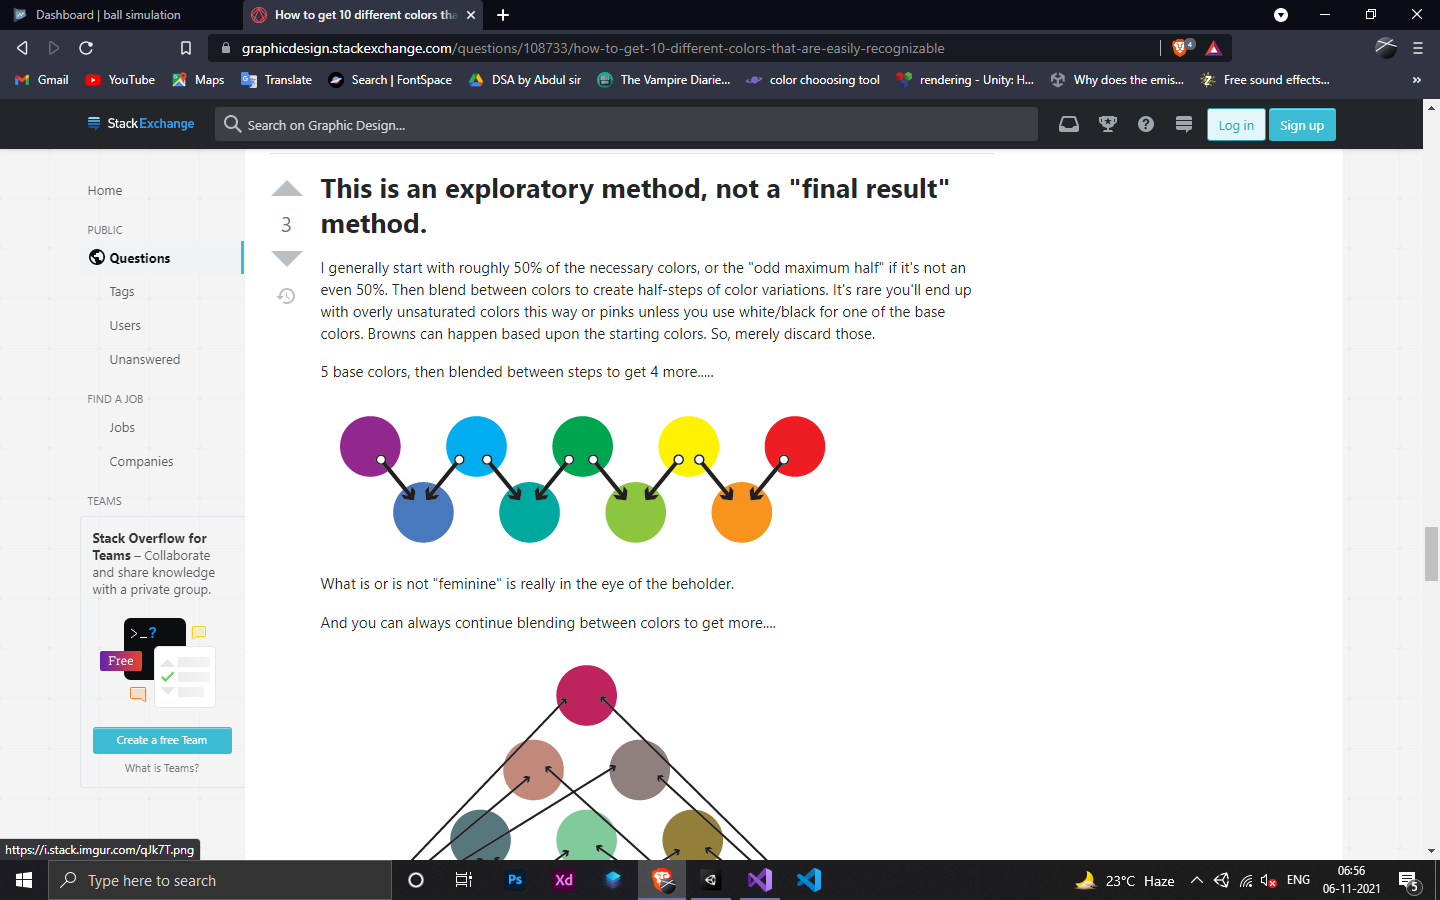 Dashboard | ball simulation
How to get 10 different colors tha
graphicdesign.stackexchange.com/questions/108733/how-to-get-10-different-colors-that-are-easily-recognizable
4
Gmail
YouTube
Maps
Translate
Search | FontSpace
DSA by Abdul sir
The Vampire Diarie...
color chooosing tool
rendering - Unity: H...
Why does the emis...
Free sound effects...
»
StackExchange
Search on Graphic Design...
Log in
Sign up
Home
PUBLIC
Questions
Tags
Users
Unanswered
FIND A JOB
Jobs
Companies
TEAMS
Stack Overflow for
Teams – Collaborate
and share knowledge
with a private group.
>_?
Free
Create a free Team
What is Teams?
3
This is an exploratory method, not a "final result"
method.
I generally start with roughly 50% of the necessary colors, or the "odd maximum half" if it's not an
even 50%. Then blend between colors to create half-steps of color variations. It's rare you'll end up
with overly unsaturated colors this way or pinks unless you use white/black for one of the base
colors. Browns can happen based upon the starting colors. So, merely discard those.
5 base colors, then blended between steps to get 4 more.....
What is or is not "feminine" is really in the eye of the beholder.
And you can always continue blending between colors to get more....
https://i.stack.imgur.com/qJk7T.png
Type here to search
Ps
Xd
23°C Haze
ENG
06:56
06-11-2021
5